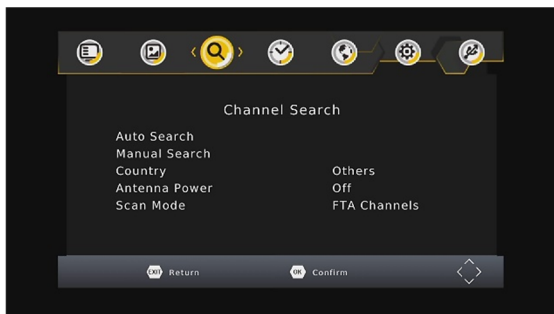 Channel Search
Auto Search
Manual Search
Country Others
Antenna Power Off
Scan Mode FTA Channels
EXIT Return OK Confirm